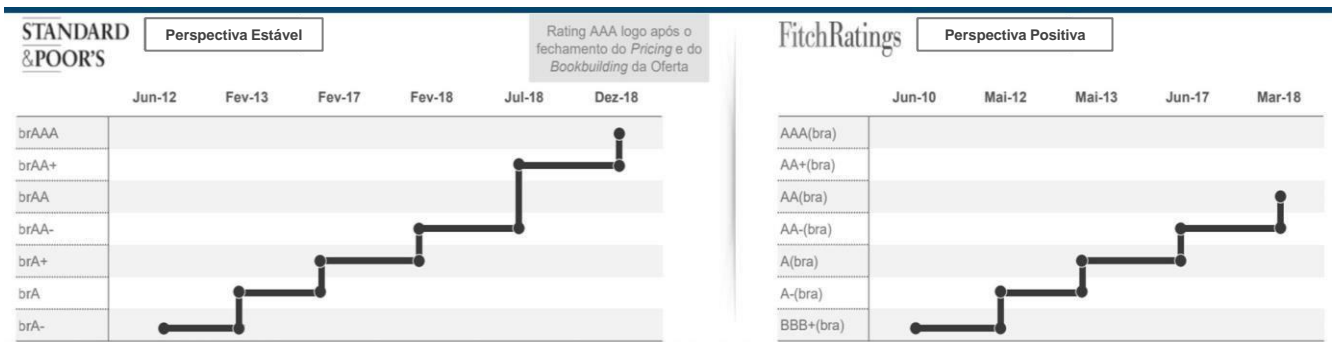 STANDARD
&POOR'S
Perspectiva Estável
Rating AAA logo após o
fechamento do Pricing e do
Bookbuilding da Oferta
Jun-12 Fev-13 Fev-17 Fev-18 Jul-18 Dez-18
brAAA
brAA+
brAA
brAA-
brA+
brA
brA-
FitchRatings
Perspectiva Positiva
Jun-10 Mai-12 Mai-13 Jun-17 Mar-18
AAA(bra)
AA+(bra)
AA(bra)
AA-(bra)
A(bra)
A-(bra)
BBB+(bra)